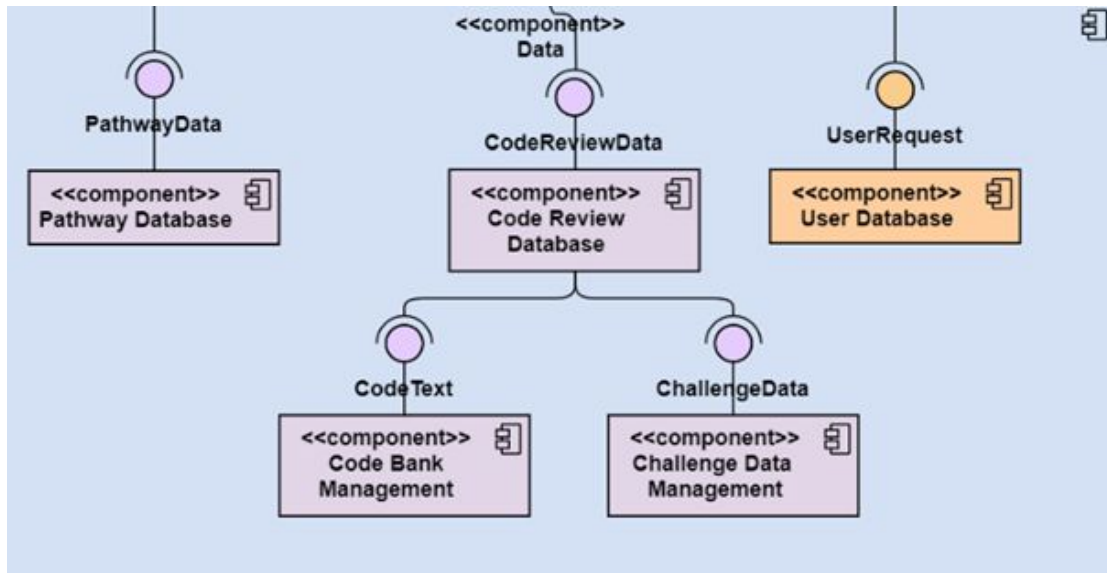 <<component>>
Data
PathwayData
CodeReviewData
UserRequest
<<component>>
Pathway Database
<<component>>
Code Review
Database
<<component>>
User Database
CodeText
ChallengeData
<<component>>
Code Bank
Management
<<component>>
Challenge Data
Management